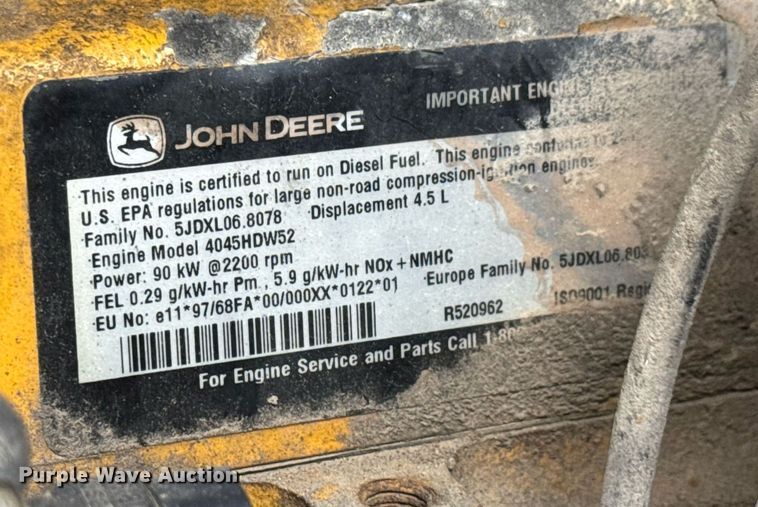 IMPORTANT ENGINE
JOHN DEERE
This engine is certified to run on Diesel Fuel. This engine conforms to
U.S. EPA regulations for large non-road compression-ignition engines
Family No. 5JDXL06.8078 Displacement 4.5 L
Engine Model 4045HDW52
Power: 90 kW @2200 rpm
FEL 0.29 g/kW-hr Pm , 5.9 g/kW-hr NOx + NMHC
EU No: e11*97/68FA*00/000XX*0122*01 Europe Family No. 5JDXL06.803
R520962 ISO9001
For Engine Service and Parts Call 1-80
Purple Wave Auction